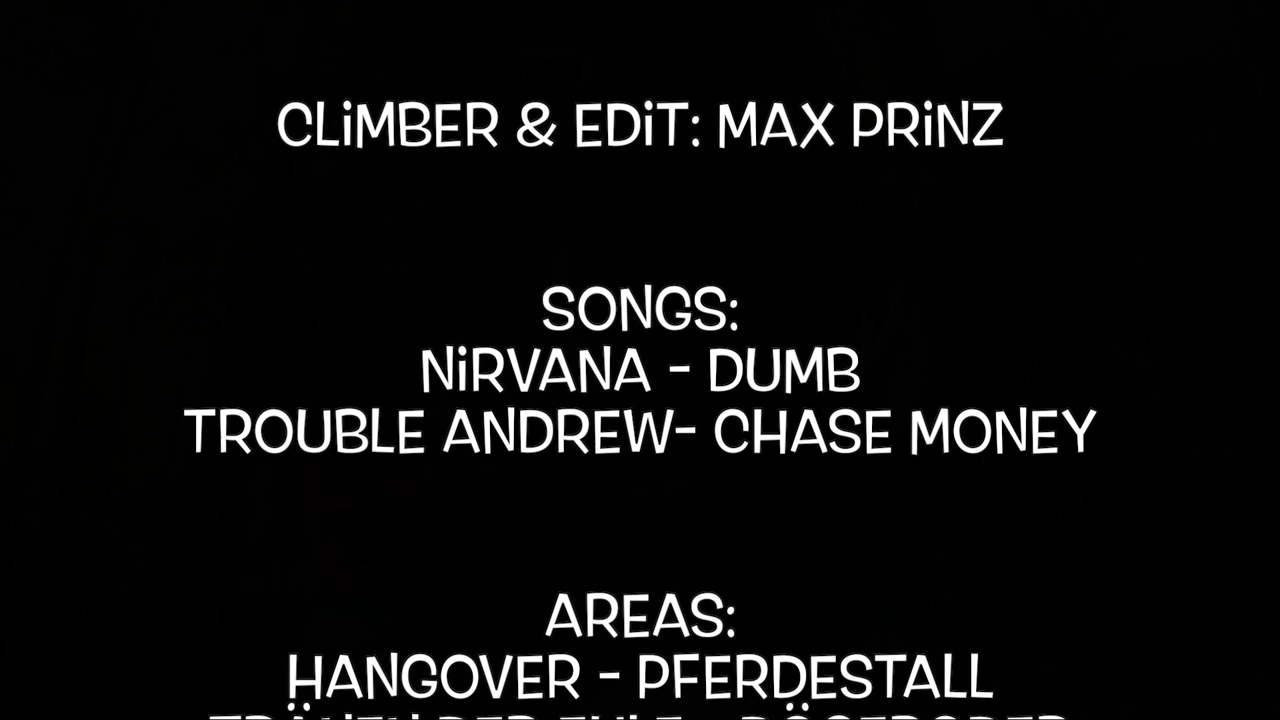 CLiMBER & EDiT: MAX PRiNZ
SONGS:
NiRVANA - DUMB
TROUBLE ANDREW- CHASE MONEY
AREAS:
HANGOVER - PFERDESTALL